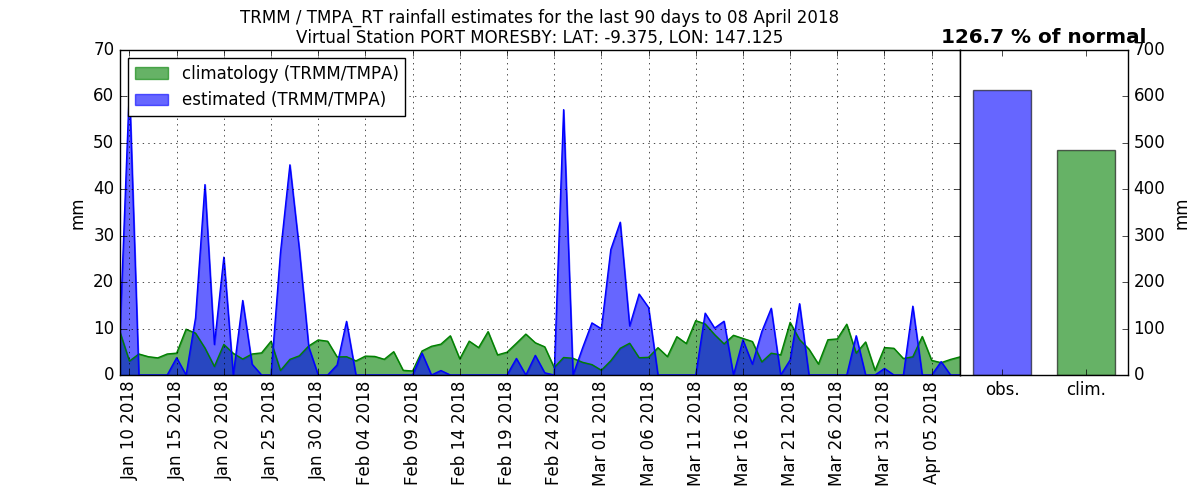 TRMM / TMPA_RT rainfall estimates for the last 90 days to 08 April 2018
Virtual Station PORT MORESBY: LAT: -9.375, LON: 147.125
126.7 % of normal
climatology (TRMM/TMPA)
estimated (TRMM/TMPA)
mm
70
60
50
40
30
20
10
0
Jan 10 2018
Jan 15 2018
Jan 20 2018
Jan 25 2018
Jan 30 2018
Feb 04 2018
Feb 09 2018
Feb 14 2018
Feb 19 2018
Feb 24 2018
Mar 01 2018
Mar 06 2018
Mar 11 2018
Mar 16 2018
Mar 21 2018
Mar 26 2018
Mar 31 2018
Apr 05 2018
obs.
clim.
700
600
500
400
300
200
100
0
mm